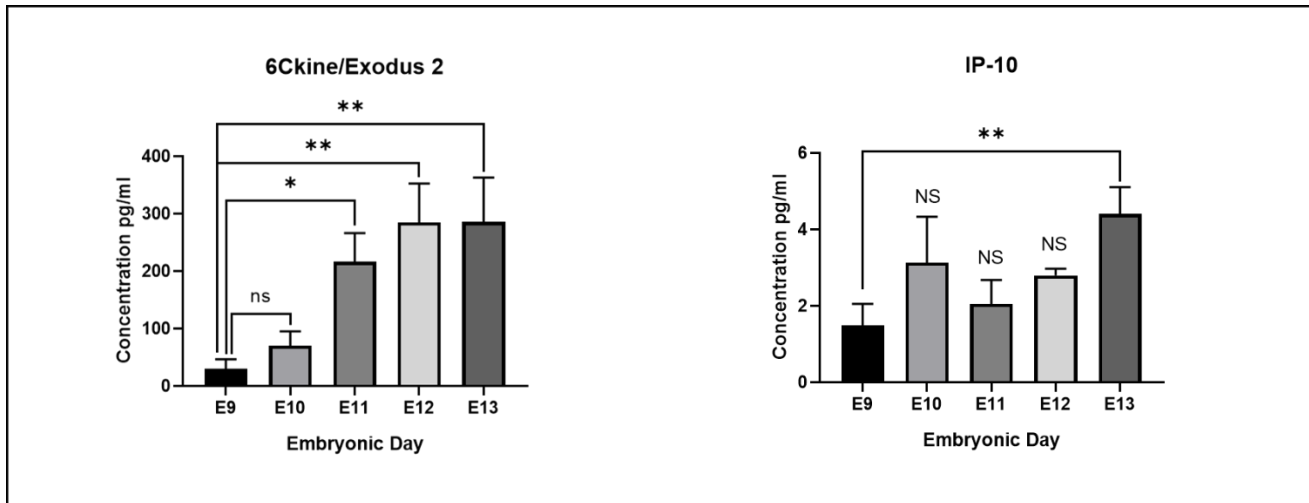 6Ckine/Exodus 2
**
**
*
ns
400
300
200
100
0
Concentration pg/ml
E9 E10 E11 E12 E13
Embryonic Day
IP-10
**
NS
NS
NS
6
4
2
0
Concentration pg/ml
E9 E10 E11 E12 E13
Embryonic Day